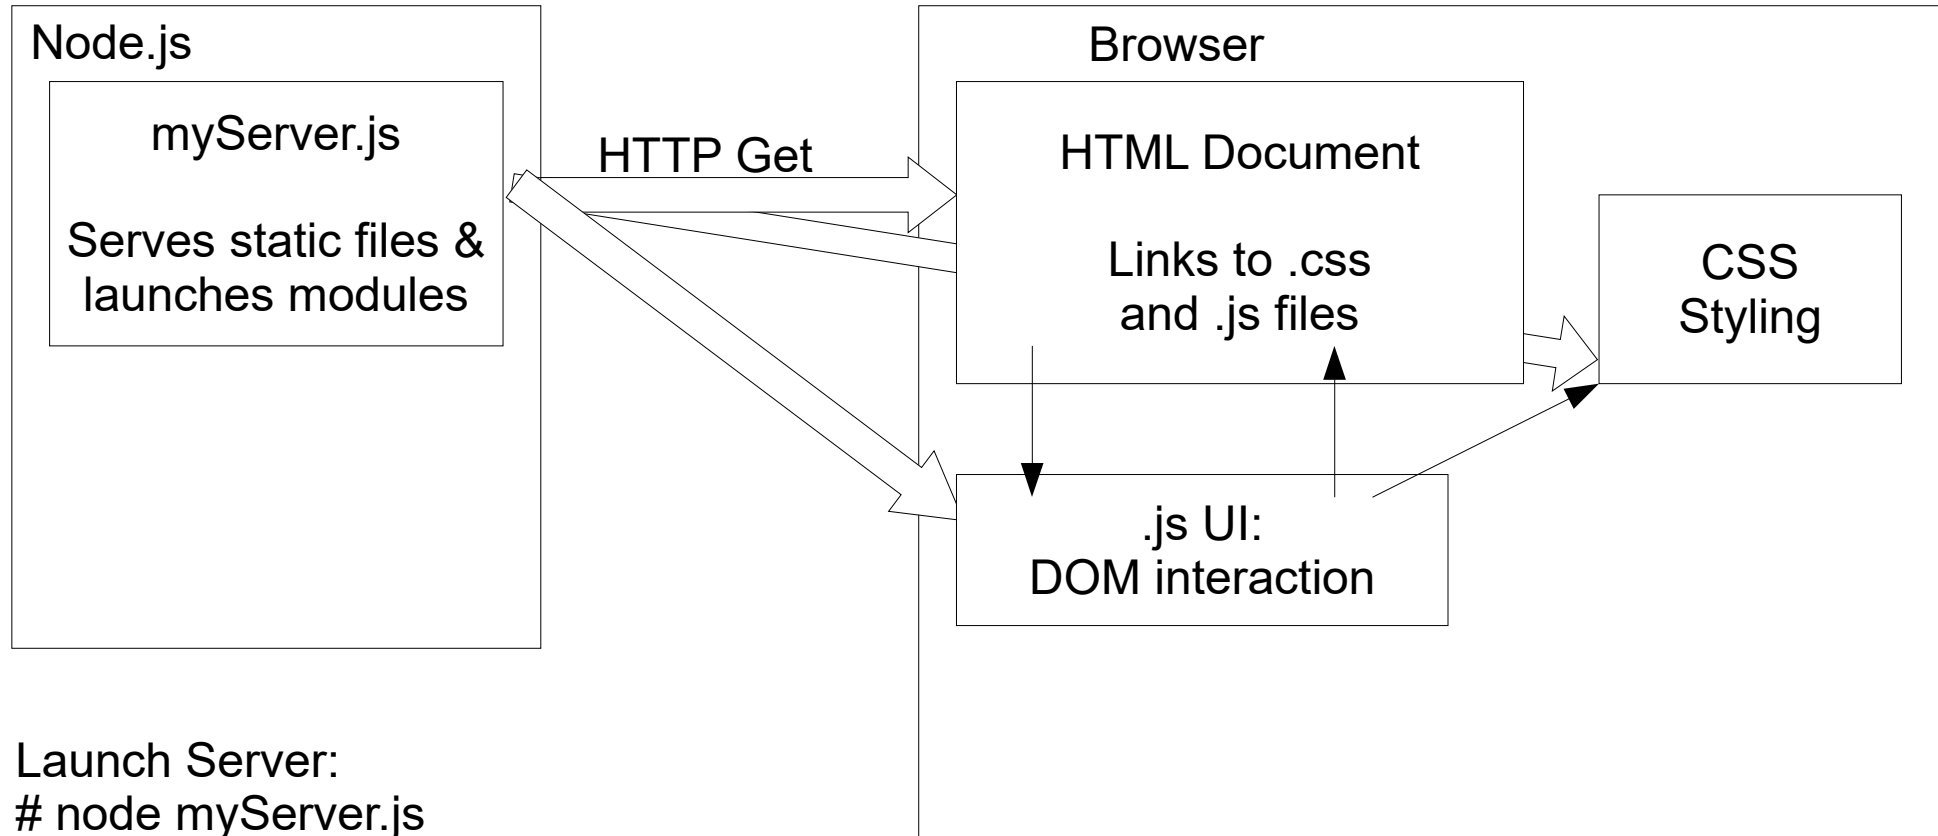 Node.js
myServer.js
Serves static files &
launches modules
HTTP Get
Browser
HTML Document
Links to .css
and .js files
CSS
Styling
.js UI:
DOM interaction
Launch Server:
# node myServer.js